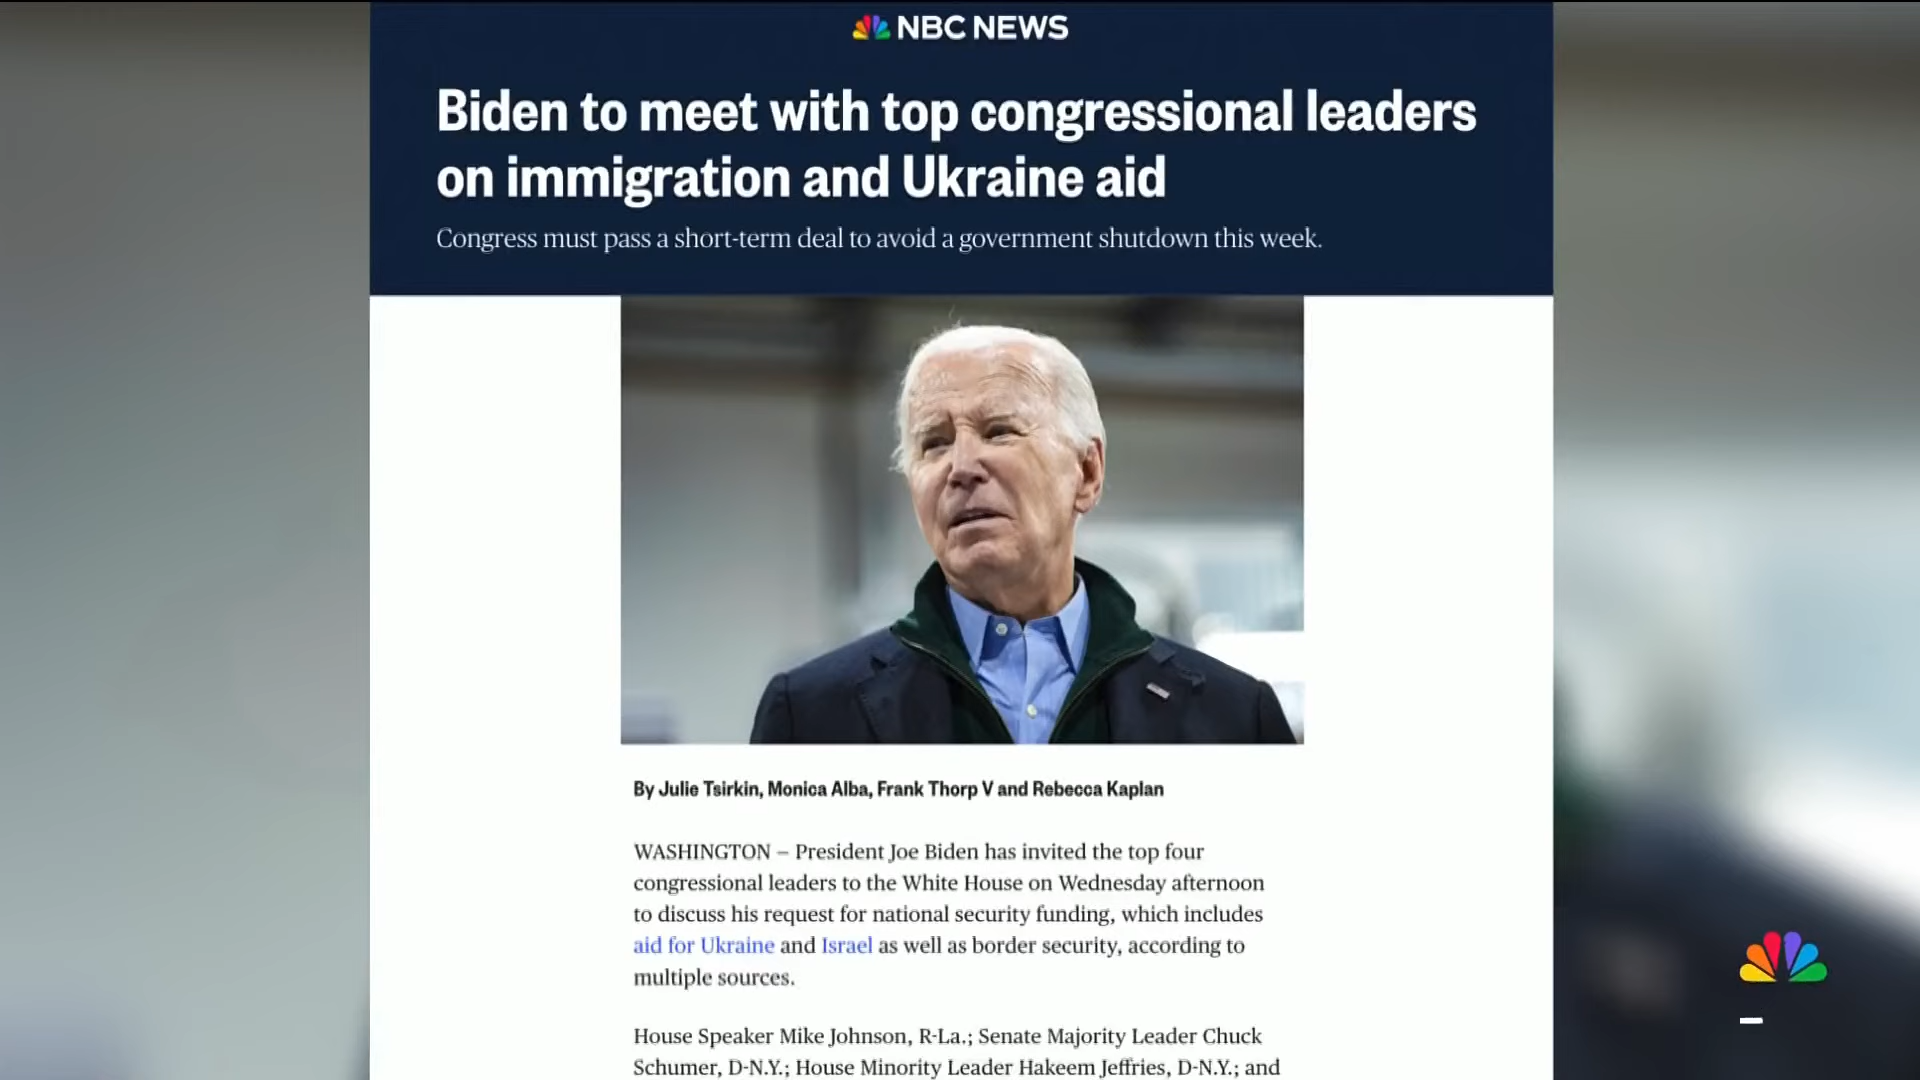 NBC NEWS
Biden to meet with top congressional leaders
on immigration and Ukraine aid
Congress must pass a short-term deal to avoid a government shutdown this week.
By Julie Tsirkin, Monica Alba, Frank Thorp V and Rebecca Kaplan
WASHINGTON – President Joe Biden has invited the top four
congressional leaders to the White House on Wednesday afternoon
to discuss his request for national security funding, which includes
aid for Ukraine and Israel as well as border security, according to
multiple sources.
House Speaker Mike Johnson, R-La.; Senate Majority Leader Chuck
Schumer, D-N.Y.; House Minority Leader Hakeem Jeffries, D-N.Y.; and